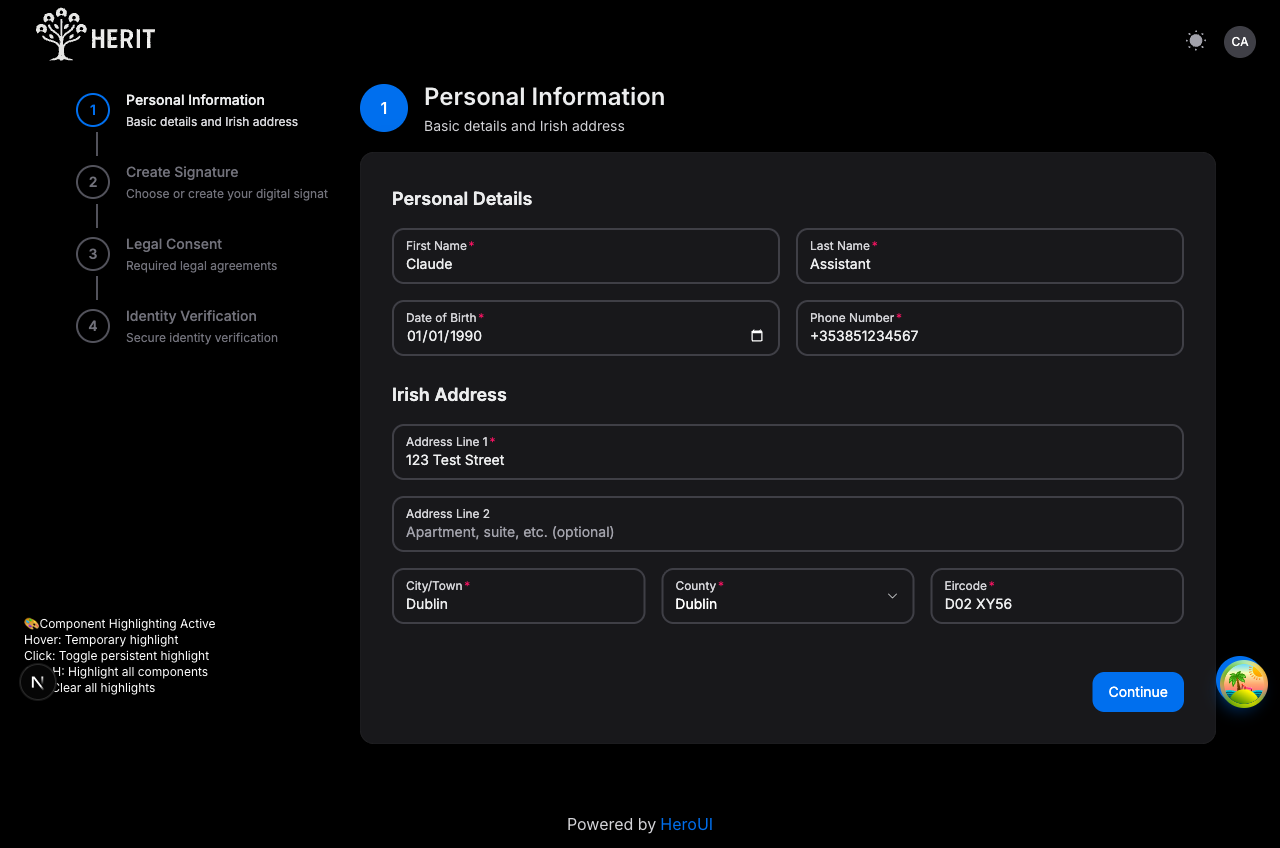 HERIT
CA
1
Personal Information
Basic details and Irish address
2
Create Signature
Choose or create your digital signat
3
Legal Consent
Required legal agreements
4
Identity Verification
Secure identity verification
1
Personal Information
Basic details and Irish address
Personal Details
First Name*
Claude
Last Name*
Assistant
Date of Birth*
01/01/1990
Phone Number*
+353851234567
Irish Address
Address Line 1*
123 Test Street
Address Line 2
Apartment, suite, etc. (optional)
City/Town*
Dublin
County*
Dublin
Eircode*
D02 XY56
Continue
🎨Component Highlighting Active
Hover: Temporary highlight
Click: Toggle persistent highlight
H: Highlight all components
Clear all highlights
N
Powered by HeroUI